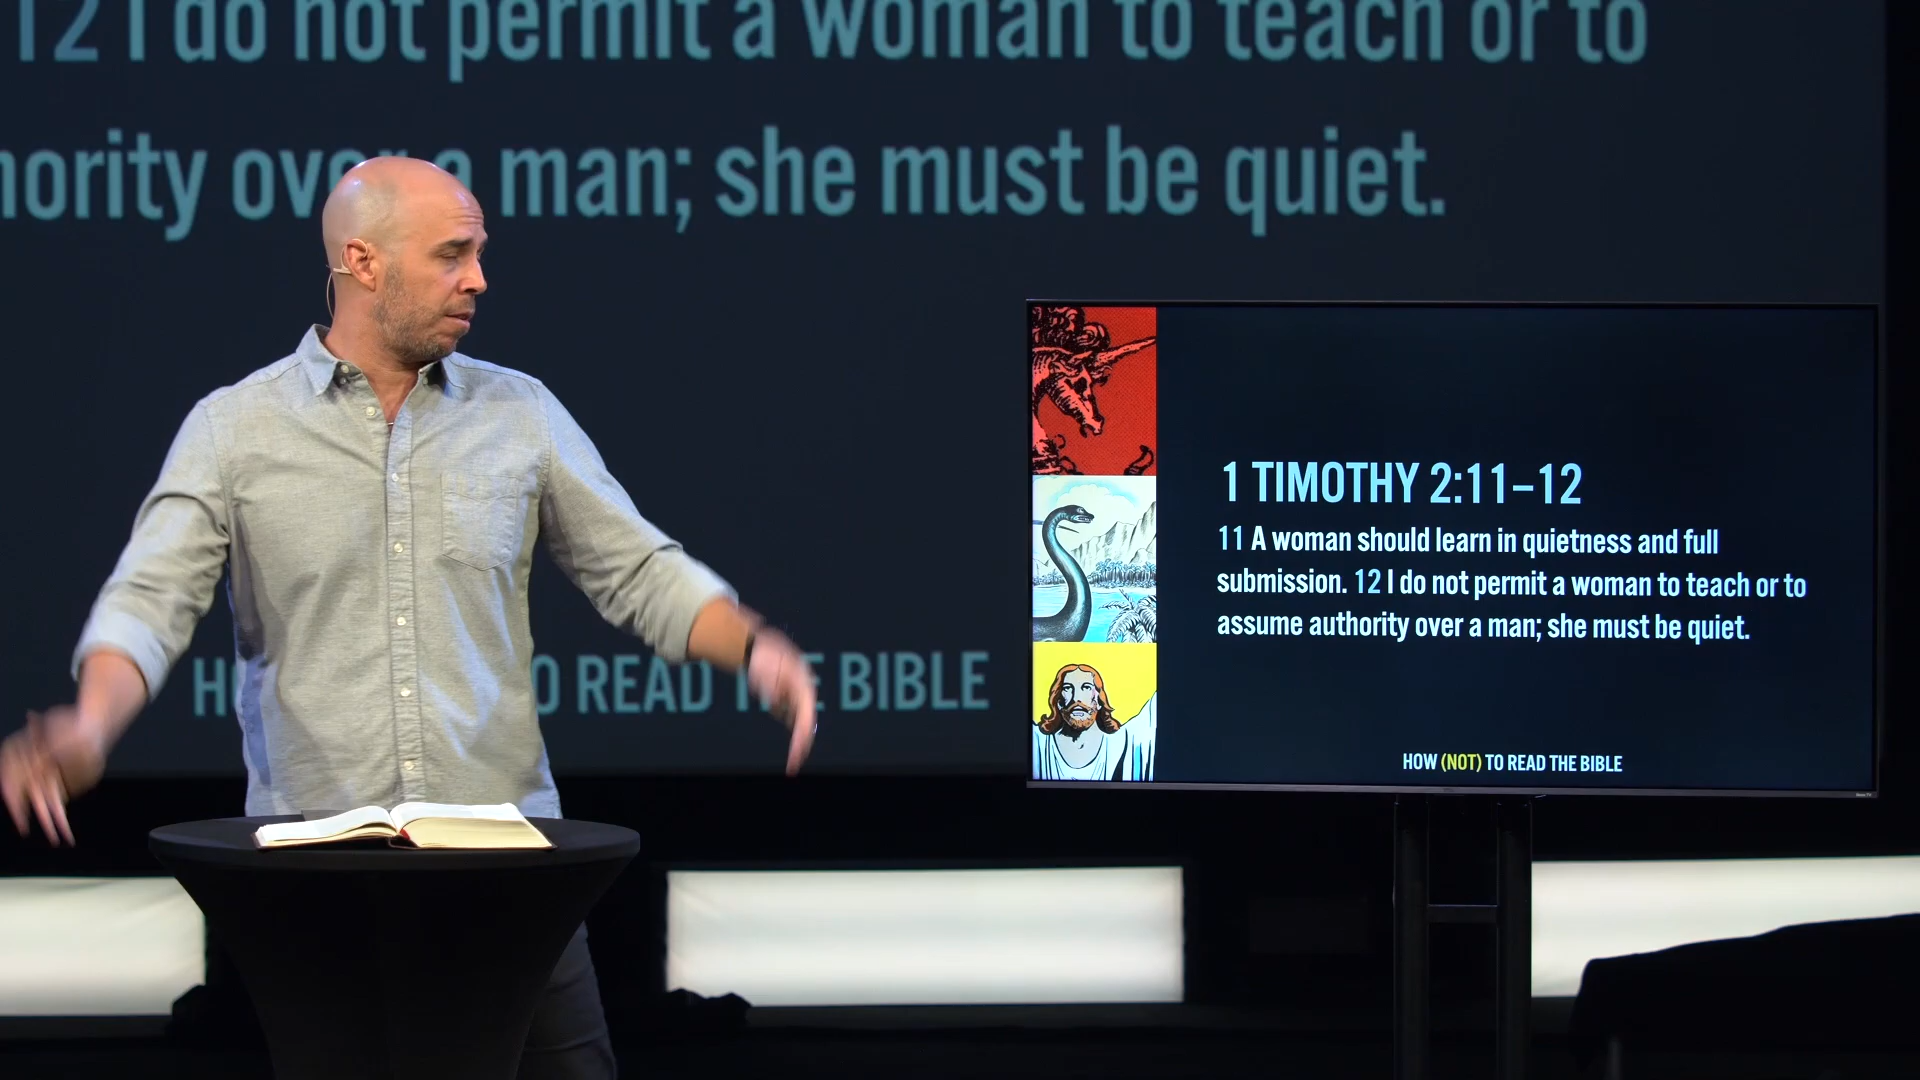 12 I do not permit a woman to teach or to
over a man; she must be quiet.
TO READ THE BIBLE
1 TIMOTHY 2:11–12
11 A woman should learn in quietness and full
submission. 12 I do not permit a woman to teach or to
assume authority over a man; she must be quiet.
HOW (NOT) TO READ THE BIBLE